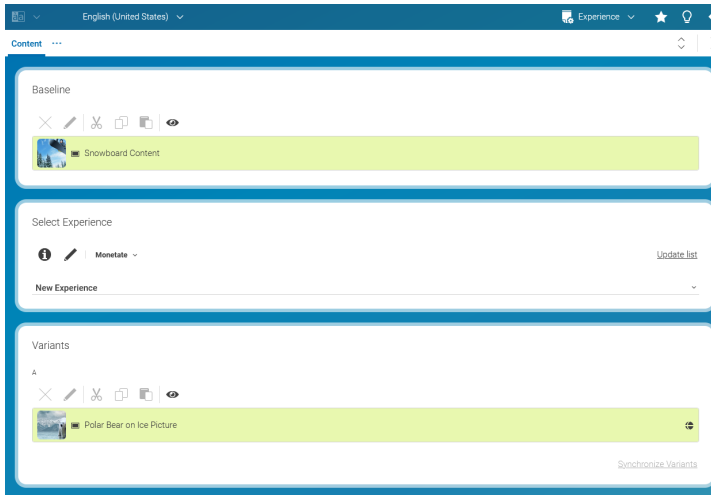 English (United States)
Experience
Content
Baseline
Snowboard Content
Select Experience
Monetate
Update list
New Experience
Variants
A
Polar Bear on Ice Picture
Synchronize Variants